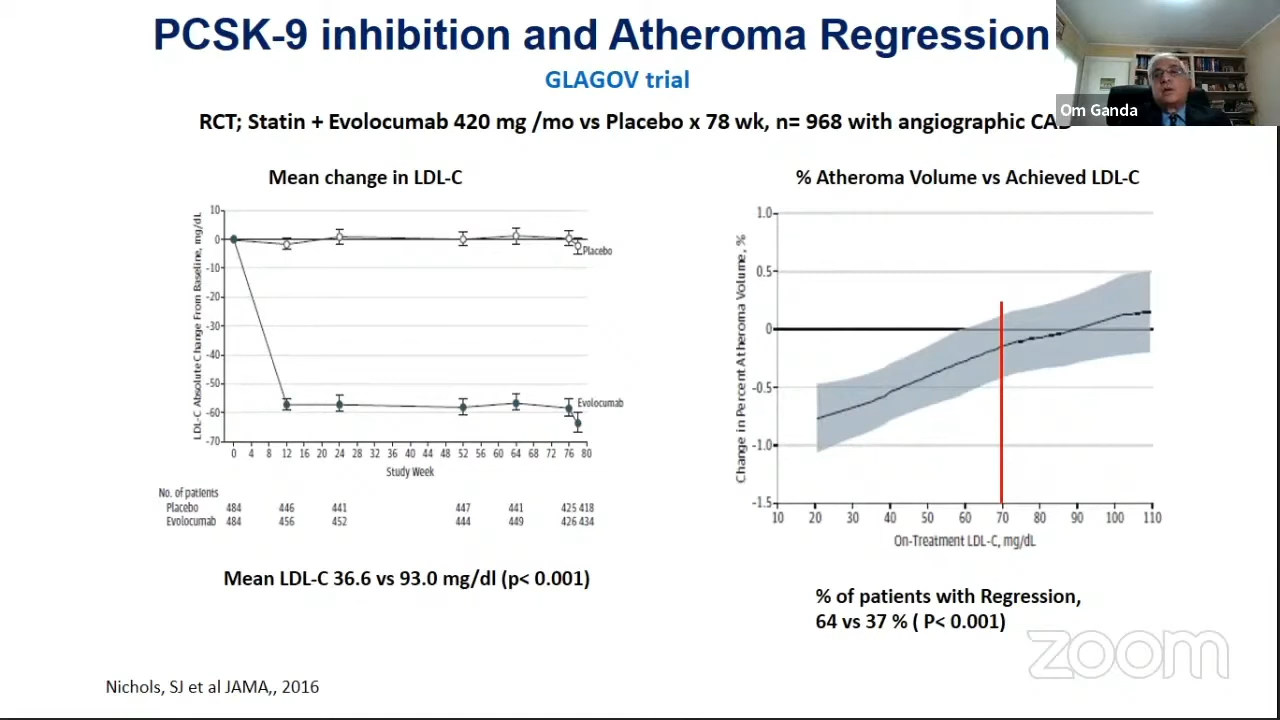 PCSK-9 inhibition and Atheroma Regression
GLAGOV trial
RCT; Statin + Evolocumab 420 mg /mo vs Placebo x 78 wk, n= 968 with angiographic CAD
Om Ganda
Mean change in LDL-C
% Atheroma Volume vs Achieved LDL-C
LDL-C Absolute Change From Baseline, mg/dL
10
0
-10
-20
-30
-40
-50
-60
-70
Placebo
Evolocumab
0 4 8 12 16 20 24 28 32 36 40 44 48 52 56 60 64 68 72 76 80
Study Week
No. of patients
Placebo 484 446 441 447 441 425 418
Evolocumab 484 456 452 444 449 426 434
Change in Percent Atheroma Volume, %
1.0
0.5
0
-0.5
-1.0
-1.5
10 20 30 40 50 60 70 80 90 100 110
On-Treatment LDL-C, mg/dL
Mean LDL-C 36.6 vs 93.0 mg/dl (p< 0.001)
% of patients with Regression,
64 vs 37 % ( P< 0.001)
zoom
Nichols, SJ et al JAMA,, 2016